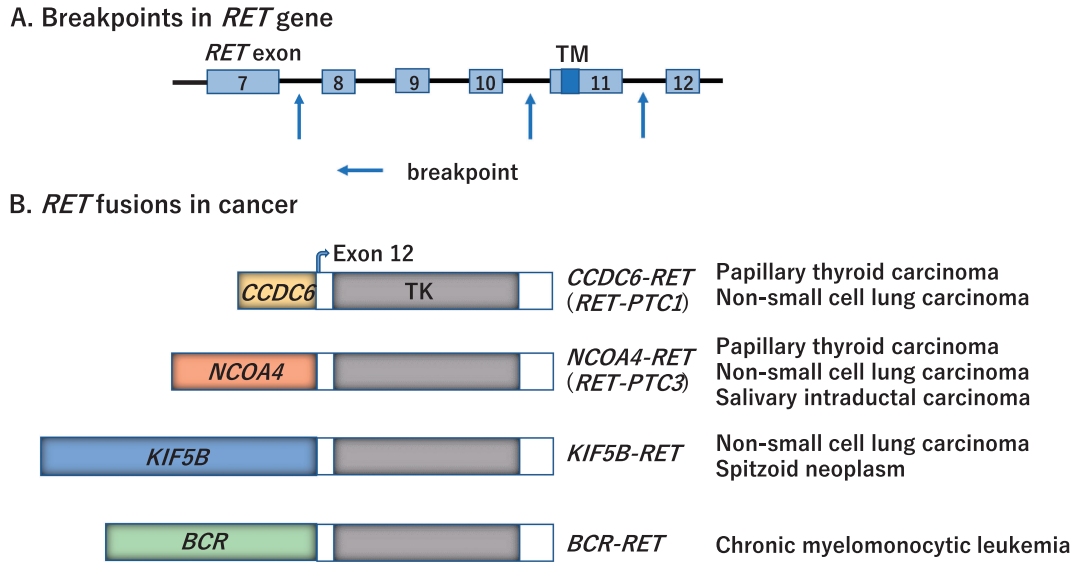 A. Breakpoints in RET gene
RET exon
TM
7
8
9
10
11
12
breakpoint
B. RET fusions in cancer
Exon 12
CCDC6
TK
CCDC6-RET
(RET-PTC1)
Papillary thyroid carcinoma
Non-small cell lung carcinoma
NCOA4
NCOA4-RET
(RET-PTC3)
Papillary thyroid carcinoma
Non-small cell lung carcinoma
Salivary intraductal carcinoma
KIF5B
KIF5B-RET
Non-small cell lung carcinoma
Spitzoid neoplasm
BCR
BCR-RET
Chronic myelomonocytic leukemia